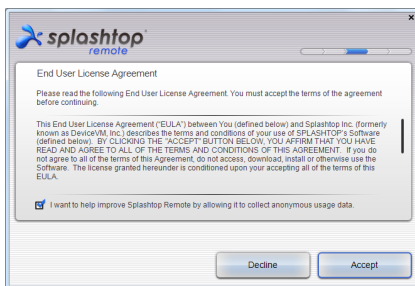 splashtop
remote
End User License Agreement
Please read the following End User License Agreement. You must accept the terms of the agreement
before continuing.
This End User License Agreement ("EULA") between You (defined below) and Splashtop Inc. (formerly
known as DeviceVM, Inc.) describes the terms and conditions of your use of SPLASHTOP's Software
(defined below). BY CLICKING THE "ACCEPT" BUTTON BELOW, YOU AFFIRM THAT YOU HAVE
READ AND AGREE TO ALL OF THE TERMS AND CONDITIONS OF THIS AGREEMENT. If you do
not agree to all of the terms of this Agreement, do not access, download, install or otherwise use the
Software. The license granted hereunder is conditioned upon your accepting all of the terms of this
EULA.
I want to help improve Splashtop Remote by allowing it to collect anonymous usage data.
Decline
Accept